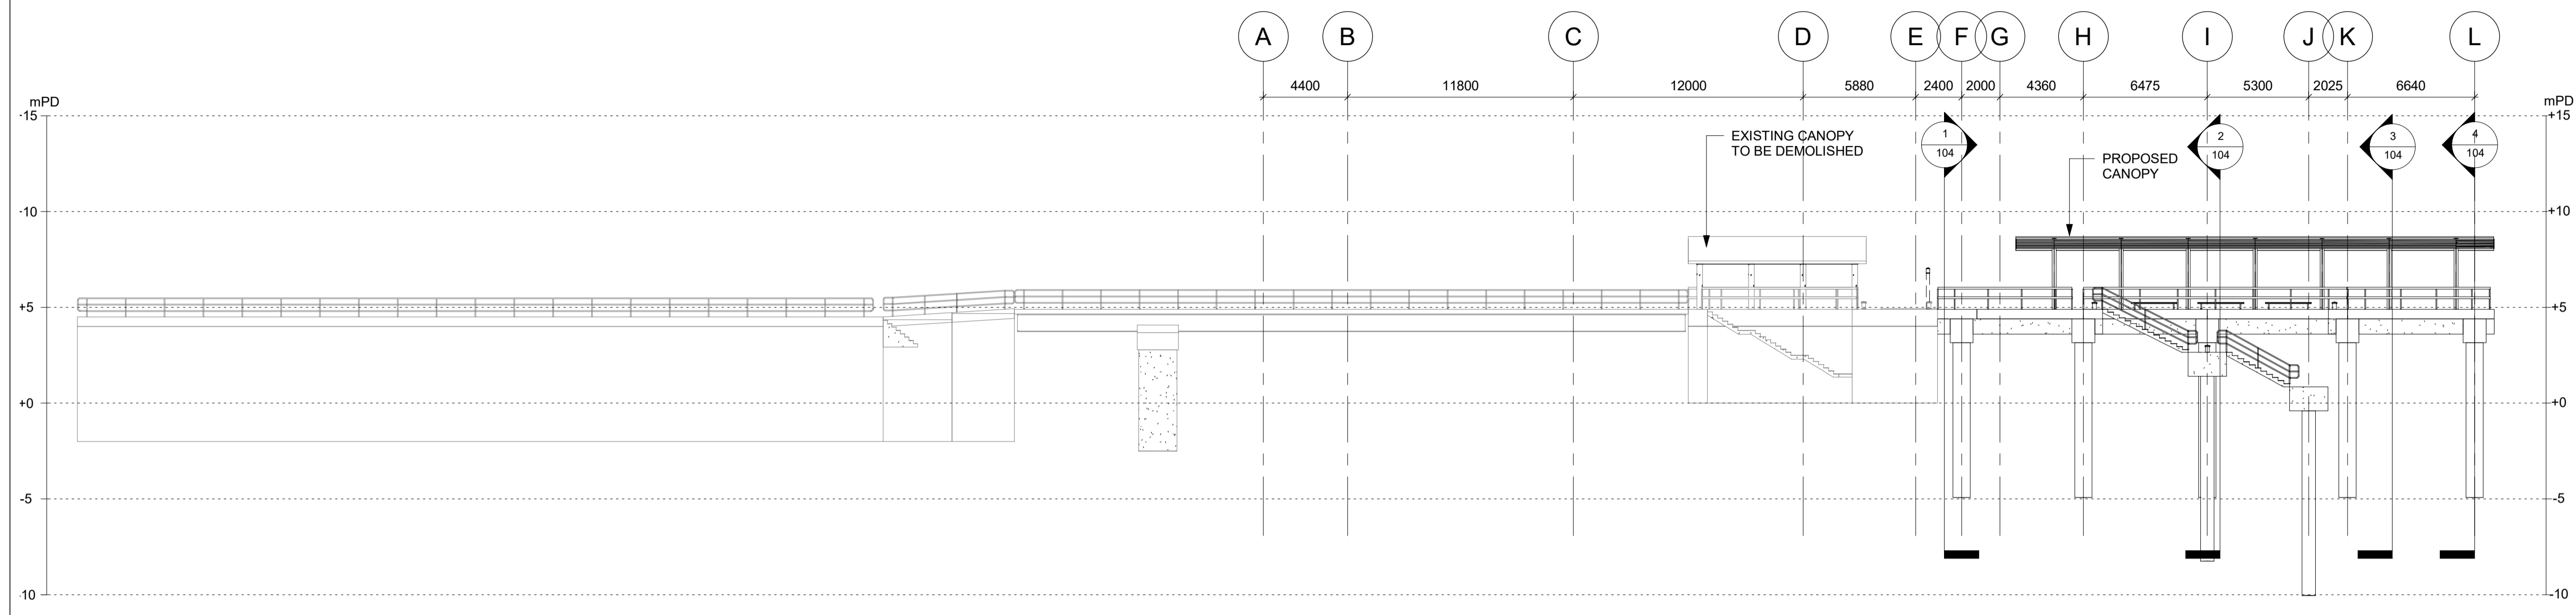 A B C D E F G H I J K L
4400 11800 12000 5880 2400 2000 4360 6475 5300 2025 6640
mPD mPD
+15 +15
EXISTING CANOPY
TO BE DEMOLISHED
1
104
2
104
3
104
4
104
PROPOSED
CANOPY
+10 +10
+5 +5
+0 +0
-5 -5
-10 -10